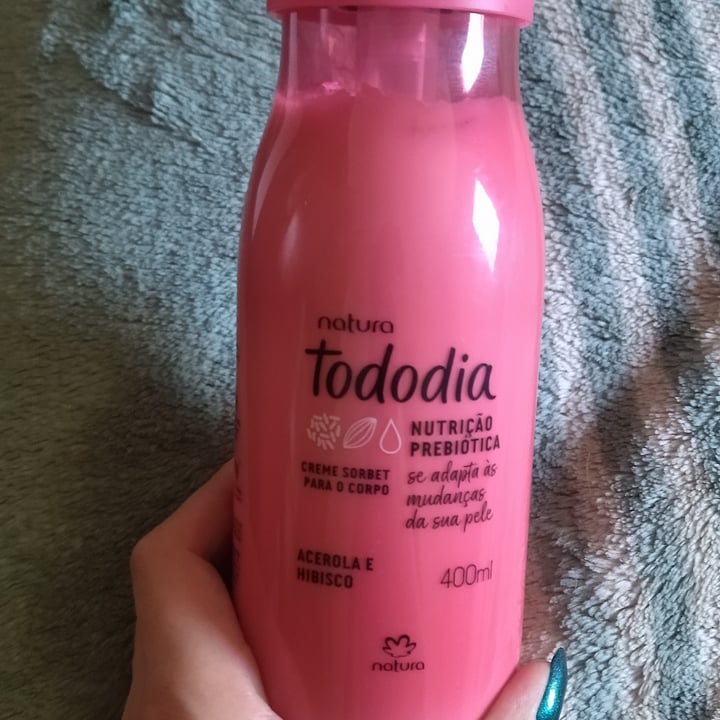 natura
tododia
NUTRIÇÃO
PREBIÓTICA
CREME SORBET
PARA O CORPO
se adapta às
mudanças
da sua pele
ACEROLA E
HIBISCO
400ml
natura